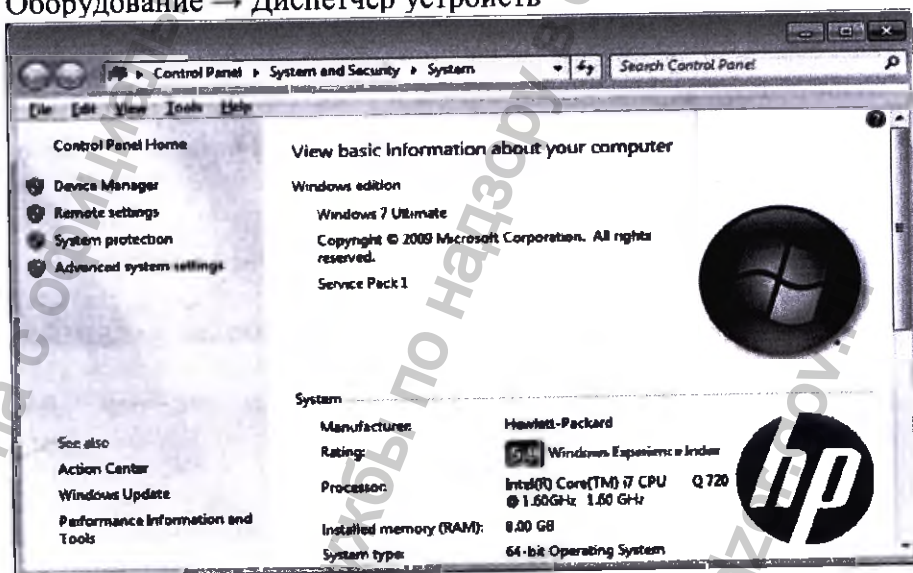 Оборудование → Диспетчер устройств
Control Panel ▸ System and Security ▸ System
Search Control Panel
File Edit View Tools Help
Control Panel Home
Device Manager
Remote settings
System protection
Advanced system settings
See also
Action Center
Windows Update
Performance Information and
Tools
View basic information about your computer
Windows edition
Windows 7 Ultimate
Copyright © 2009 Microsoft Corporation. All rights
reserved.
Service Pack 1
System
Manufacturer: Hewlett-Packard
Rating: Windows Experience Index
Processor: Intel(R) Core(TM) i7 CPU Q 720
@ 1.60GHz 1.60 GHz
Installed memory (RAM): 8.00 GB
System type: 64-bit Operating System
hp
по надзору